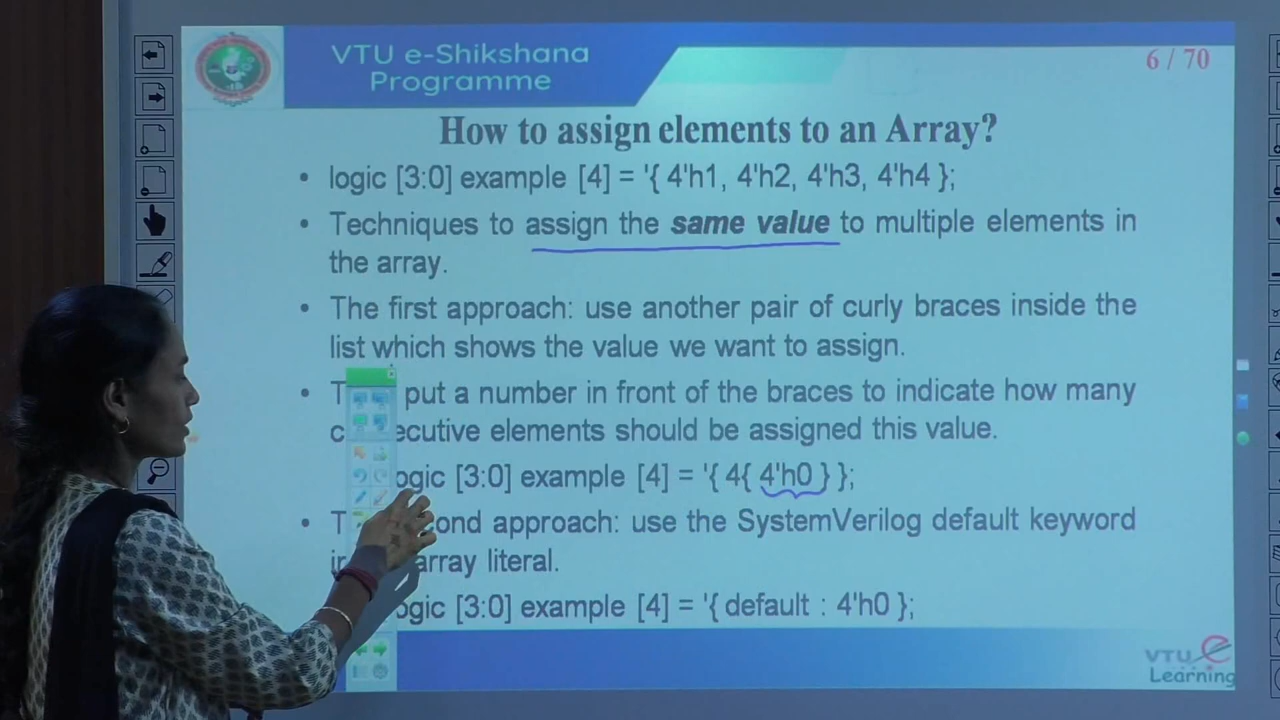 VTU e-Shikshana
Programme
6 / 70
How to assign elements to an Array?
• logic [3:0] example [4] = '{ 4'h1, 4'h2, 4'h3, 4'h4 };
• Techniques to assign the same value to multiple elements in
the array.
• The first approach: use another pair of curly braces inside the
list which shows the value we want to assign.
• put a number in front of the braces to indicate how many
elements should be assigned this value.
[3:0] example [4] = '{ 4{ 4'h0 } };
• approach: use the SystemVerilog default keyword
array literal.
[3:0] example [4] = '{ default : 4'h0 };
VTU e
Learning